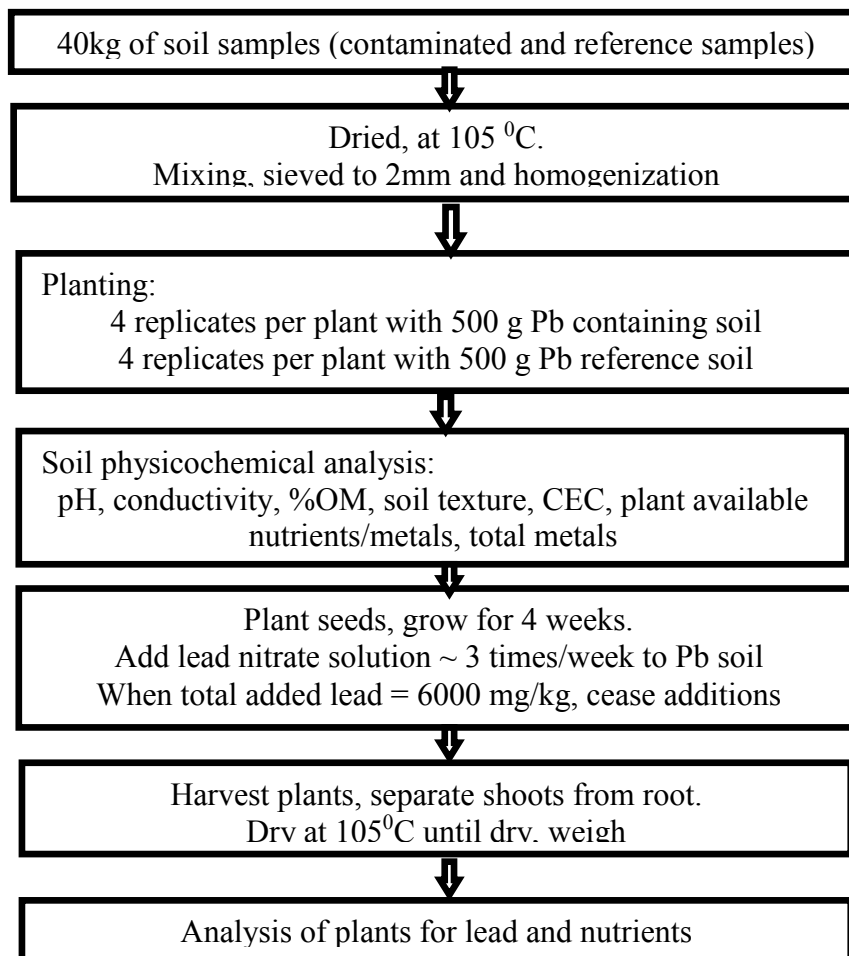 40kg of soil samples (contaminated and reference samples)
Dried, at 105 ⁰C.
Mixing, sieved to 2mm and homogenization
Planting:
4 replicates per plant with 500 g Pb containing soil
4 replicates per plant with 500 g Pb reference soil
Soil physicochemical analysis:
pH, conductivity, %OM, soil texture, CEC, plant available
nutrients/metals, total metals
Plant seeds, grow for 4 weeks.
Add lead nitrate solution ~ 3 times/week to Pb soil
When total added lead = 6000 mg/kg, cease additions
Harvest plants, separate shoots from root.
Dry at 105⁰C until dry, weigh
Analysis of plants for lead and nutrients